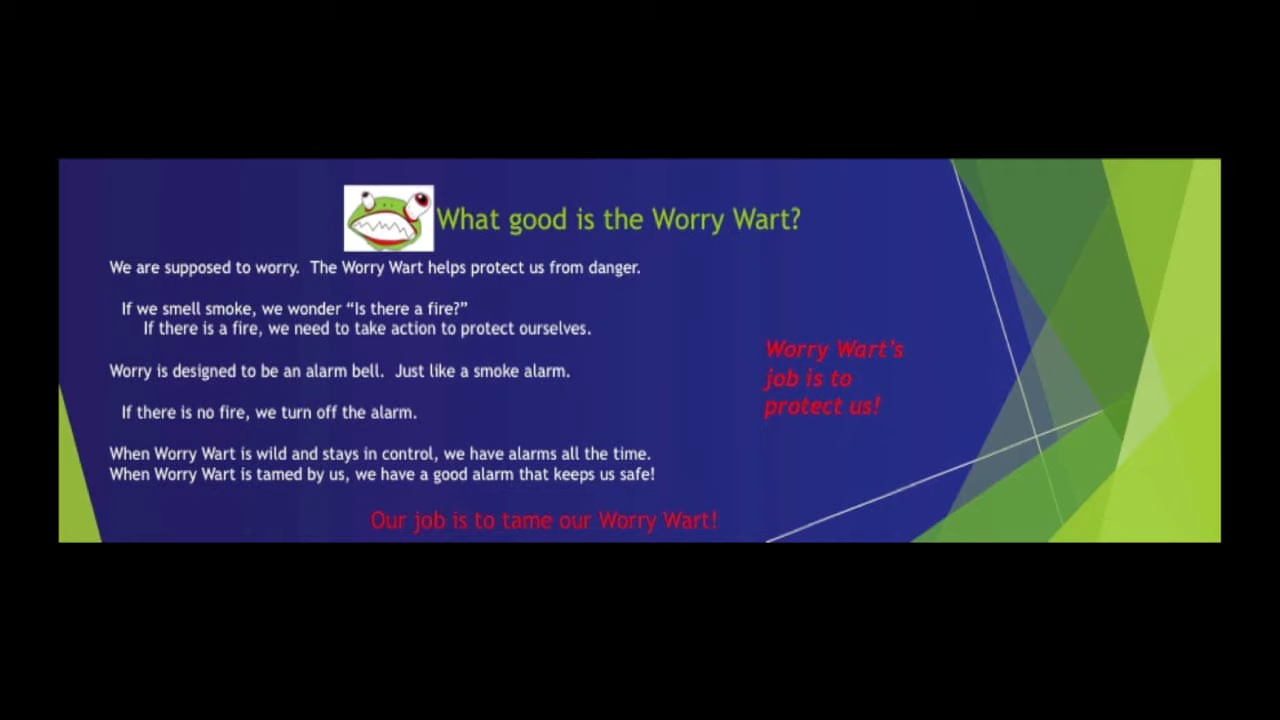 What good is the Worry Wart?
We are supposed to worry. The Worry Wart helps protect us from danger.
If we smell smoke, we wonder “Is there a fire?”
If there is a fire, we need to take action to protect ourselves.
Worry is designed to be an alarm bell. Just like a smoke alarm.
If there is no fire, we turn off the alarm.
When Worry Wart is wild and stays in control, we have alarms all the time.
When Worry Wart is tamed by us, we have a good alarm that keeps us safe!
Worry Wart’s
job is to
protect us!
Our job is to tame our Worry Wart!